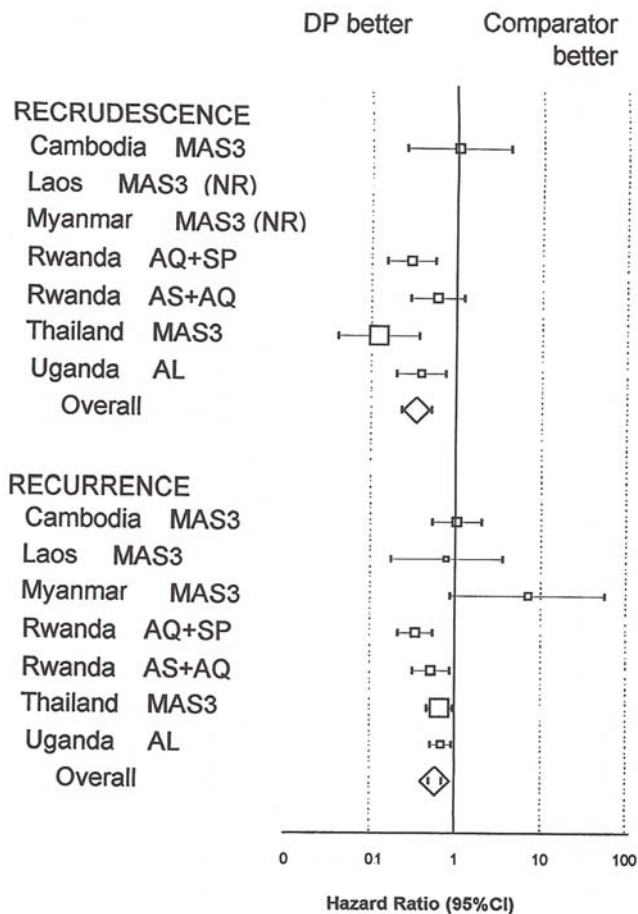 DP better Comparator
better
RECRUDESCENCE
Cambodia MAS3
Laos MAS3 (NR)
Myanmar MAS3 (NR)
Rwanda AQ+SP
Rwanda AS+AQ
Thailand MAS3
Uganda AL
Overall
RECURRENCE
Cambodia MAS3
Laos MAS3
Myanmar MAS3
Rwanda AQ+SP
Rwanda AS+AQ
Thailand MAS3
Uganda AL
Overall
0 0.1 1 10 100
Hazard Ratio (95%CI)